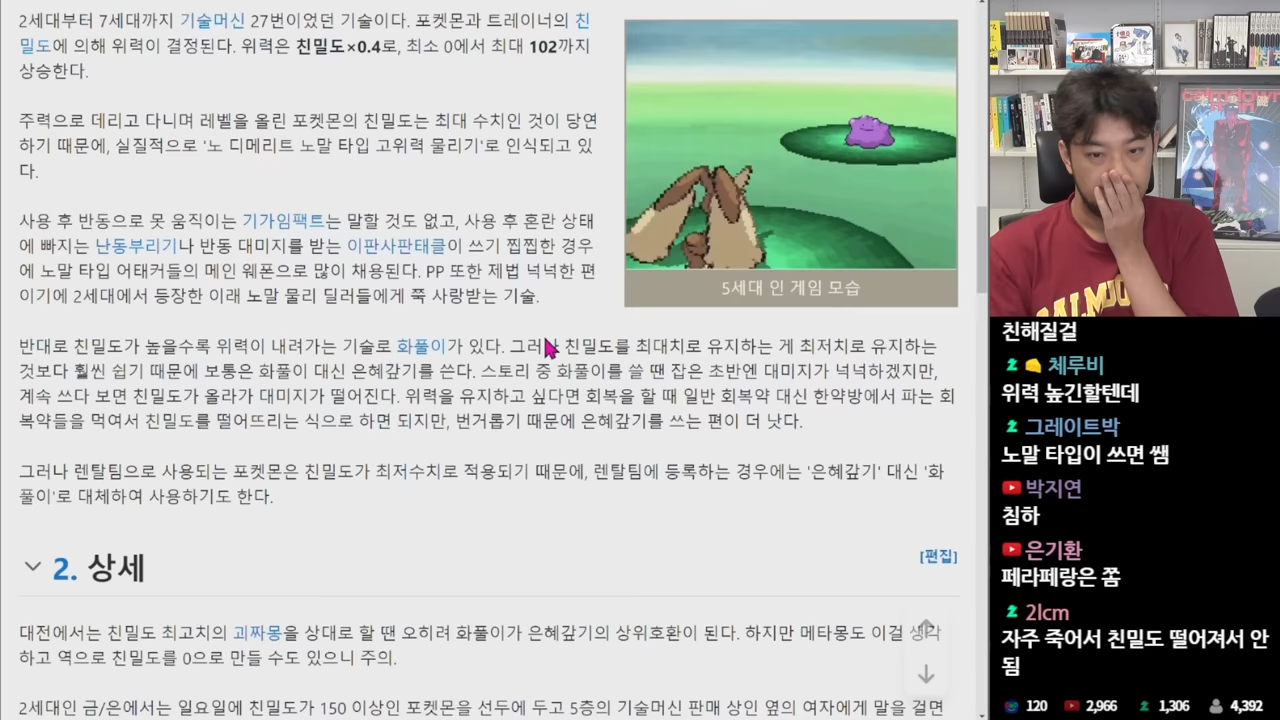 2세대부터 7세대까지 기술머신 27번이었던 기술이다. 포켓몬과 트레이너의 친
밀도에 의해 위력이 결정된다. 위력은 친밀도×0.4로, 최소 0에서 최대 102까지
상승한다.
주력으로 데리고 다니며 레벨을 올린 포켓몬의 친밀도는 최대 수치인 것이 당연
하기 때문에, 실질적으로 '노 디메리트 노말 타입 고위력 물리기'로 인식되고 있
다.
사용 후 반동으로 못 움직이는 기가임팩트는 말할 것도 없고, 사용 후 혼란 상태
에 빠지는 난동부리기나 반동 대미지를 받는 이판사판태클이 쓰기 찝찝한 경우
에 노말 타입 어태커들의 메인 웨폰으로 많이 채용된다. PP 또한 제법 넉넉한 편
이기에 2세대에서 등장한 이래 노말 물리 딜러들에게 쭉 사랑받는 기술.
5세대 인 게임 모습
반대로 친밀도가 높을수록 위력이 내려가는 기술로 화풀이가 있다. 그러나 친밀도를 최대치로 유지하는 게 최저치로 유지하는
것보다 훨씬 쉽기 때문에 보통은 화풀이 대신 은혜갚기를 쓴다. 스토리 중 화풀이를 쓸 땐 잡은 초반엔 대미지가 넉넉하겠지만,
계속 쓰다 보면 친밀도가 올라가 대미지가 떨어진다. 위력을 유지하고 싶다면 회복을 할 때 일반 회복약 대신 한약방에서 파는 회
복약들을 먹여서 친밀도를 떨어뜨리는 식으로 하면 되지만, 번거롭기 때문에 은혜갚기를 쓰는 편이 더 낫다.
그러나 렌탈팀으로 사용되는 포켓몬은 친밀도가 최저수치로 적용되기 때문에, 렌탈팀에 등록하는 경우에는 '은혜갚기' 대신 '화
풀이'로 대체하여 사용하기도 한다.
2. 상세
[편집]
대전에서는 친밀도 최고치의 괴짜몽을 상대로 할 땐 오히려 화풀이가 은혜갚기의 상위호환이 된다. 하지만 메타몽도 이걸 생각
하고 역으로 친밀도를 0으로 만들 수도 있으니 주의.
2세대인 금/은에서는 일요일에 친밀도가 150 이상인 포켓몬을 선두에 두고 5층의 기술머신 판매 상인 옆의 여자에게 말을 걸면
친해질걸
체루비
위력 높긴할텐데
그레이트박
노말 타입이 쓰면 쌤
박지연
침하
은기환
페라페랑은 쫌
2lcm
자주 죽어서 친밀도 떨어져서 안
됨
120 2,966 1,306 4,392